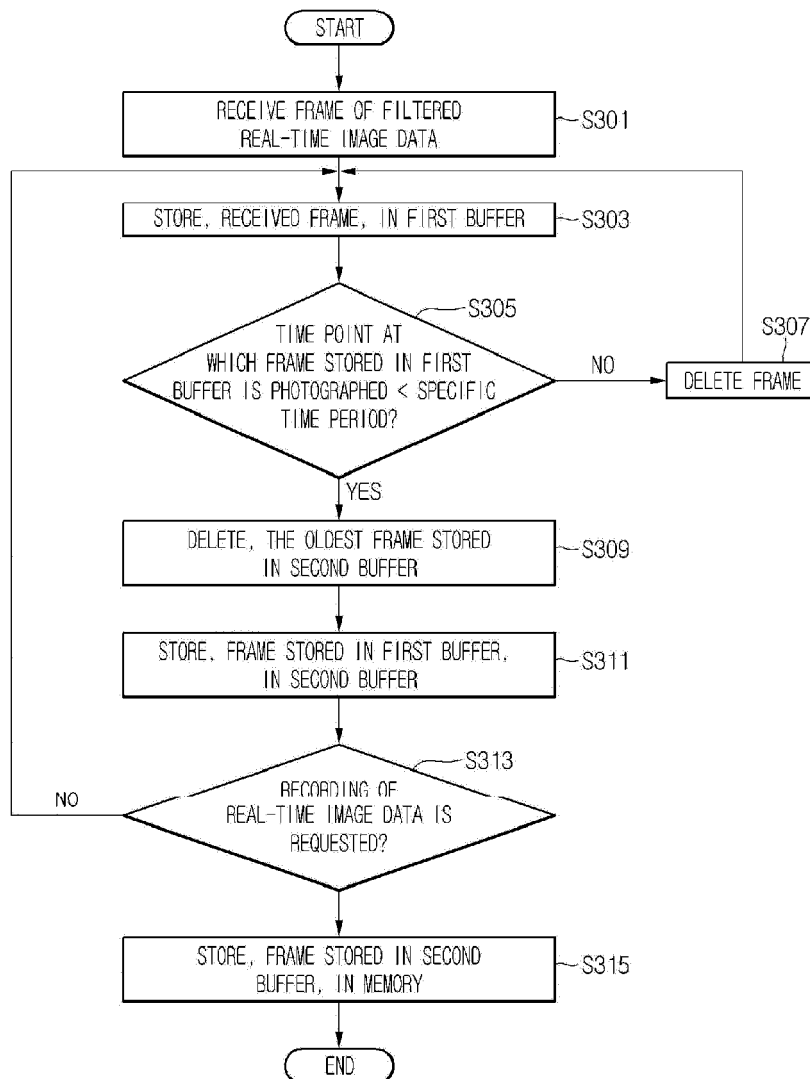 START
RECEIVE FRAME OF FILTERED
REAL-TIME IMAGE DATA
S301
STORE, RECEIVED FRAME, IN FIRST BUFFER
S303
S305
TIME POINT AT
WHICH FRAME STORED IN FIRST
BUFFER IS PHOTOGRAPHED < SPECIFIC
TIME PERIOD?
NO
S307
DELETE FRAME
YES
DELETE, THE OLDEST FRAME STORED
IN SECOND BUFFER
S309
STORE, FRAME STORED IN FIRST BUFFER,
IN SECOND BUFFER
S311
S313
RECORDING OF
REAL-TIME IMAGE DATA IS
REQUESTED?
NO
STORE, FRAME STORED IN SECOND
BUFFER, IN MEMORY
S315
END